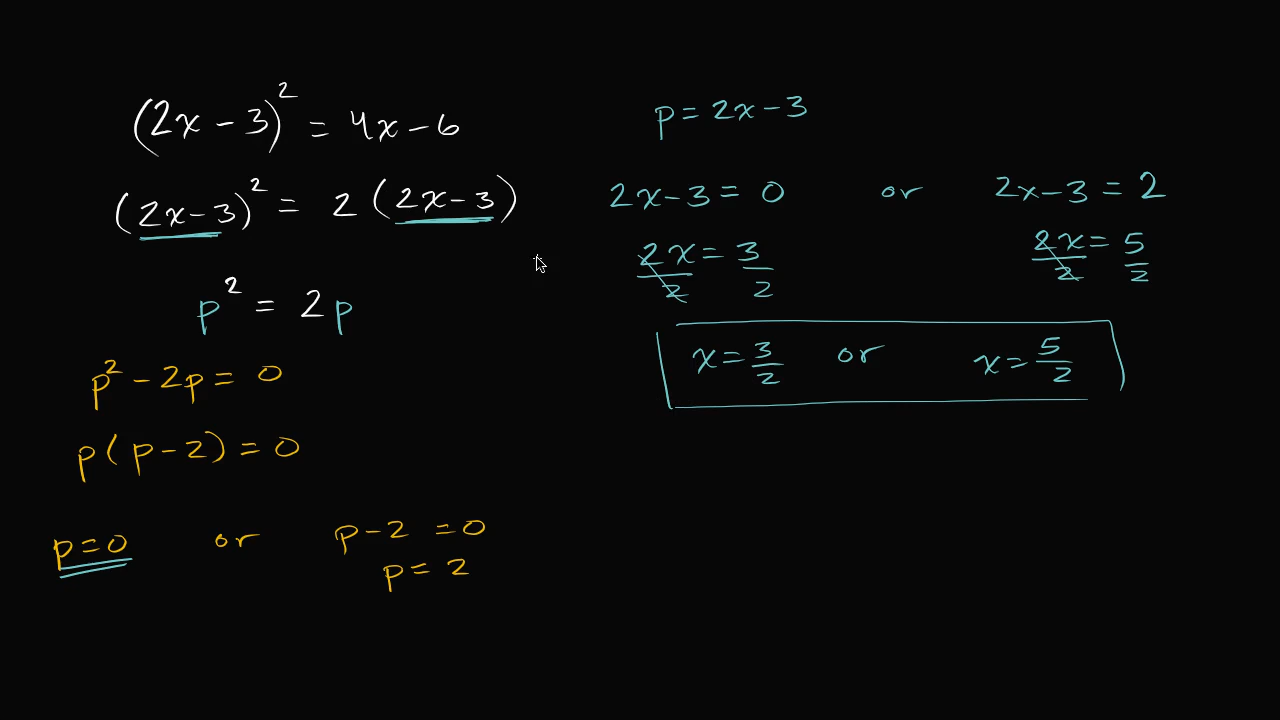 (2x - 3)² = 4x - 6
(2x - 3)² = 2 (2x - 3)
p² = 2p
p² - 2p = 0
p(p - 2) = 0
p = 0 or p - 2 = 0
p = 2
p = 2x - 3
2x - 3 = 0 or 2x - 3 = 2
2x/2 = 3/2 2x/2 = 5/2
x = 3/2 or x = 5/2